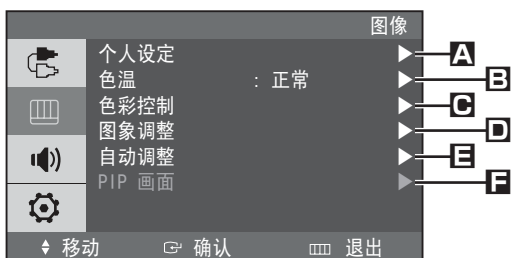 图像
个人设定 A
色温 : 正常 B
色彩控制 C
图象调整 D
自动调整 E
PIP 画面 F
移动 确认 退出